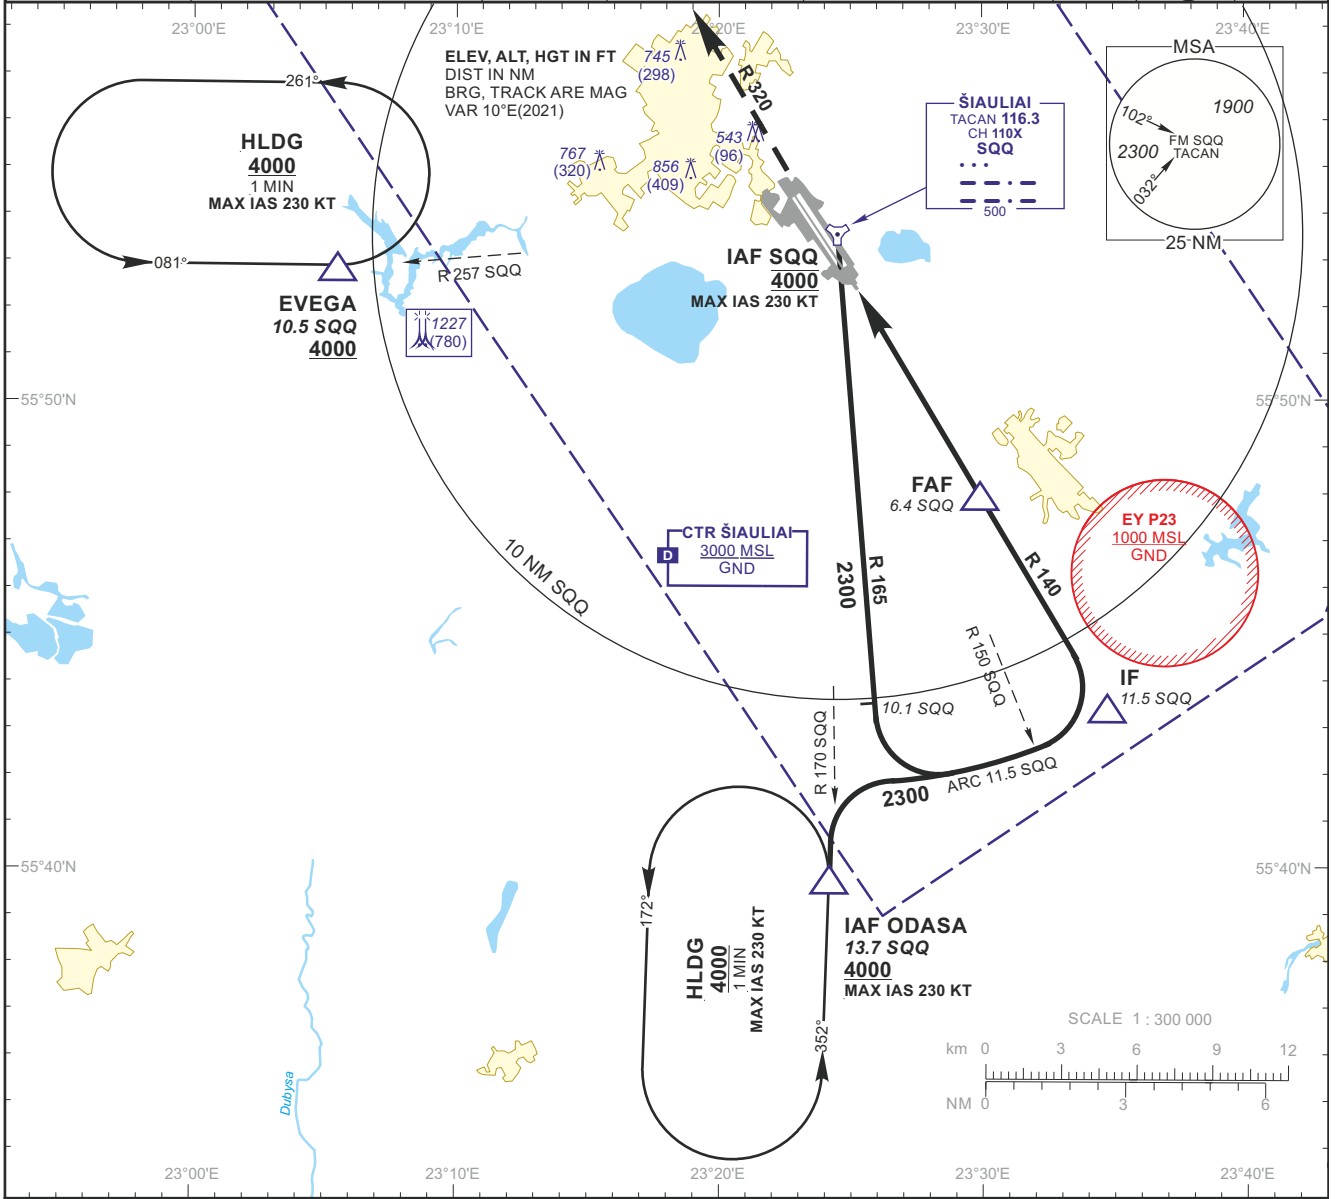 23°00'E
23°10'E
23°20'E
23°30'E
23°40'E
ELEV, ALT, HGT IN FT
DIST IN NM
BRG, TRACK ARE MAG
VAR 10°E(2021)
745
(298)
R 320
543
(96)
767
(320)
856
(409)
ŠIAULIAI
TACAN 116.3
CH 110X
SQQ
500
MSA
102°
1900
FM SQQ
TACAN
2300
032°
25 NM
261°
HLDG
4000
1 MIN
MAX IAS 230 KT
081°
R 257 SQQ
EVEGA
10.5 SQQ
4000
1227
(780)
IAF SQQ
4000
MAX IAS 230 KT
55°50'N
55°50'N
FAF
6.4 SQQ
EY P23
1000 MSL
GND
CTR ŠIAULIAI
D
3000 MSL
GND
10 NM SQQ
2300
R 165
R 140
R 150 SQQ
IF
11.5 SQQ
10.1 SQQ
R 170 SQQ
ARC 11.5 SQQ
2300
55°40'N
55°40'N
172°
HLDG
4000
1 MIN
MAX IAS 230 KT
352°
IAF ODASA
13.7 SQQ
4000
MAX IAS 230 KT
Dubysa
SCALE 1 : 300 000
km 0 3 6 9 12
NM 0 3 6
23°00'E
23°10'E
23°20'E
23°30'E
23°40'E